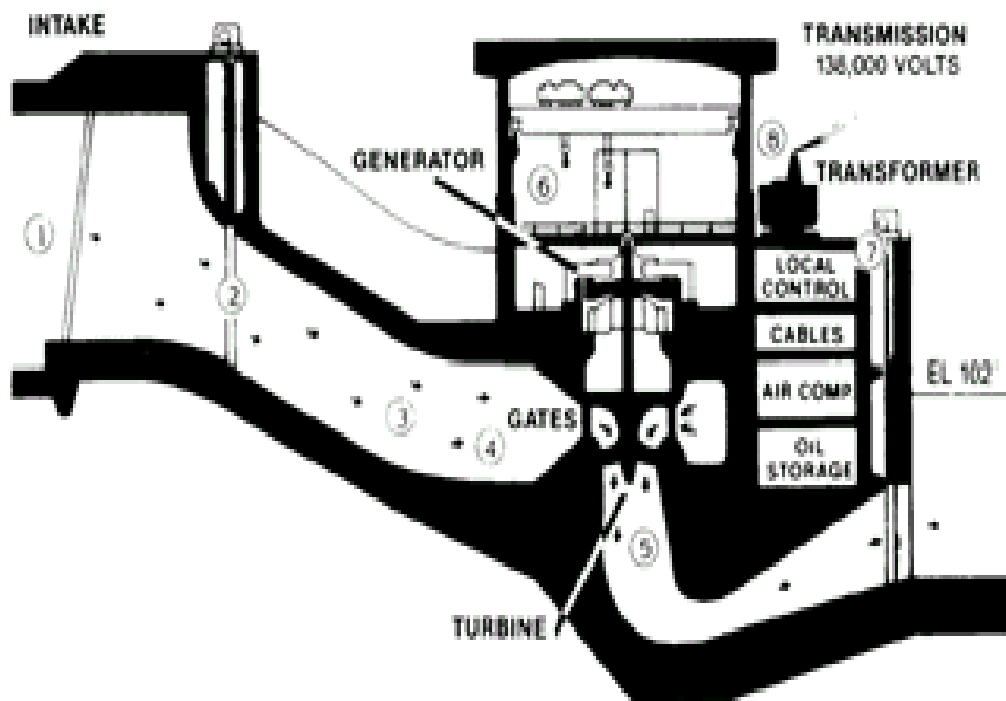 INTAKE
TRANSMISSION
138,000 VOLTS
8
GENERATOR
6
TRANSFORMER
1
7
LOCAL
CONTROL
2
CABLES
EL 102'
AIR COMP
3
GATES
4
OIL
STORAGE
5
TURBINE